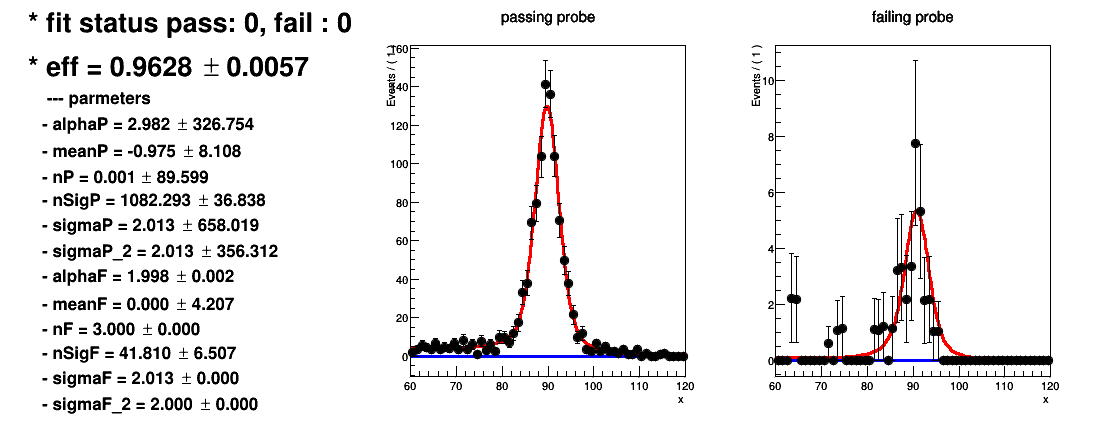 * fit status pass: 0, fail : 0
* eff = 0.9628 ± 0.0057
--- parmeters
- alphaP = 2.982 ± 326.754
- meanP = -0.975 ± 8.108
- nP = 0.001 ± 89.599
- nSigP = 1082.293 ± 36.838
- sigmaP = 2.013 ± 658.019
- sigmaP_2 = 2.013 ± 356.312
- alphaF = 1.998 ± 0.002
- meanF = 0.000 ± 4.207
- nF = 3.000 ± 0.000
- nSigF = 41.810 ± 6.507
- sigmaF = 2.013 ± 0.000
- sigmaF_2 = 2.000 ± 0.000
passing probe
Events / ( 1 )
160
140
120
100
80
60
40
20
0
60 70 80 90 100 110 120
x
failing probe
Events / ( 1 )
10
8
6
4
2
0
60 70 80 90 100 110 120
x